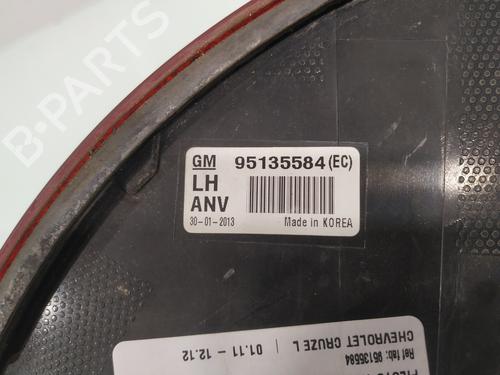 B-PARTS
GM 95135584 (EC)
LH
ANV
30-01-2013 Made in KOREA
Ref fab: 95135584
CHEVROLET CRUZE L | 01.11 - 12.12